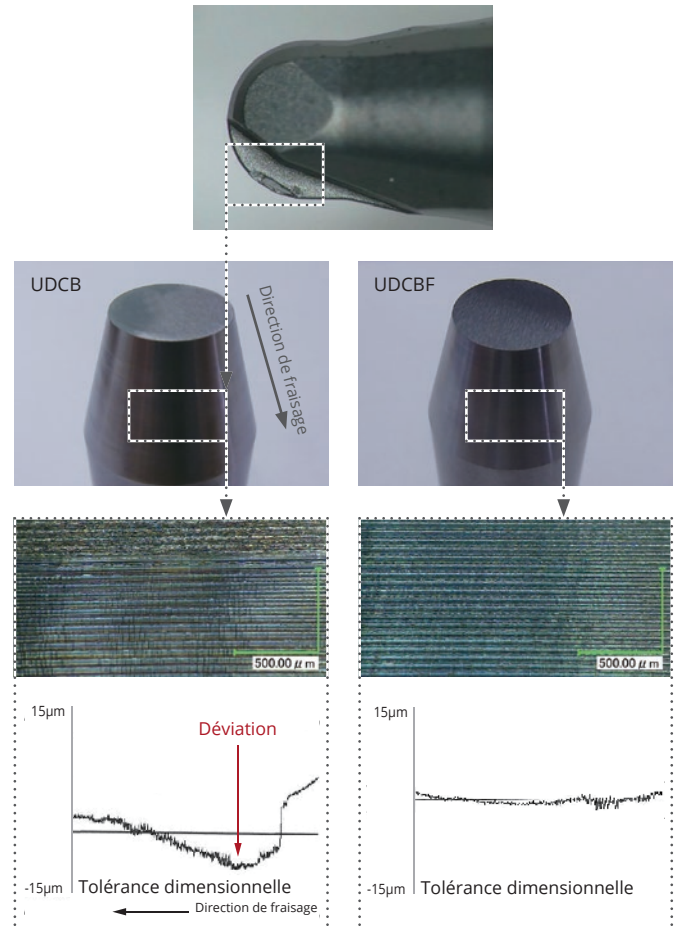 UDCB
Direction de fraisage
UDCBF
500.00 μm
500.00 μm
15μm
Déviation
-15μm
Tolérance dimensionnelle
Direction de fraisage
15μm
-15μm
Tolérance dimensionnelle